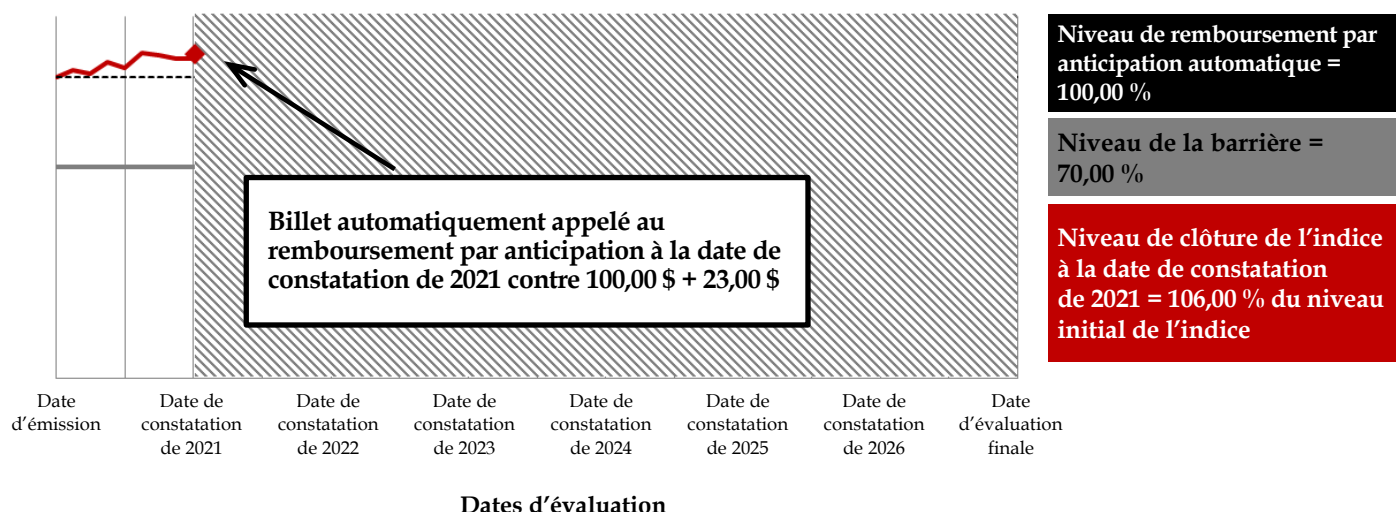 Niveau de remboursement par
anticipation automatique =
100,00 %
Niveau de la barrière =
70,00 %
Niveau de clôture de l’indice
à la date de constatation
de 2021 = 106,00 % du niveau
initial de l’indice
Billet automatiquement appelé au
remboursement par anticipation à la date de
constatation de 2021 contre 100,00 $ + 23,00 $
Date
d’émission
Date de
constatation
de 2021
Date de
constatation
de 2022
Date de
constatation
de 2023
Date de
constatation
de 2024
Date de
constatation
de 2025
Date de
constatation
de 2026
Date
d’évaluation
finale
Dates d’évaluation